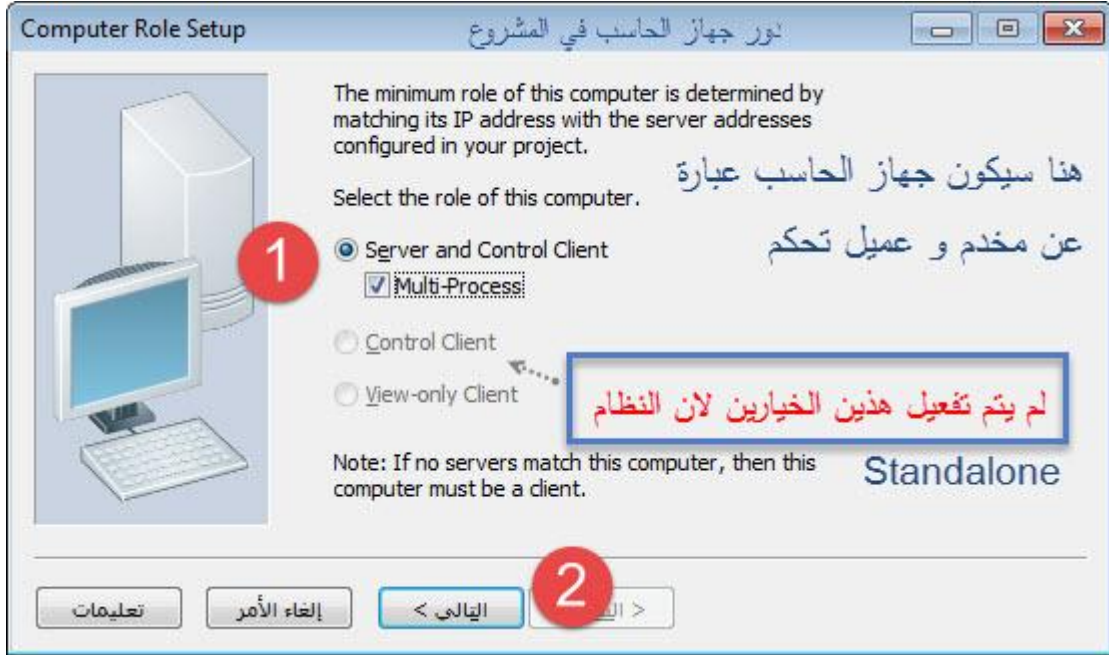 Computer Role Setup
دور جهاز الحاسب في المشروع
The minimum role of this computer is determined by
matching its IP address with the server addresses
configured in your project.
هنا سيكون جهاز الحاسب عبارة
Select the role of this computer.
عن مخدم و عميل تحكم
1
Server and Control Client
Multi-Process
Control Client
View-only Client
لم يتم تفعيل هذين الخيارين لان النظام
Standalone
Note: If no servers match this computer, then this
computer must be a client.
تعليمات
إلغاء الأمر
التالي >
2
<